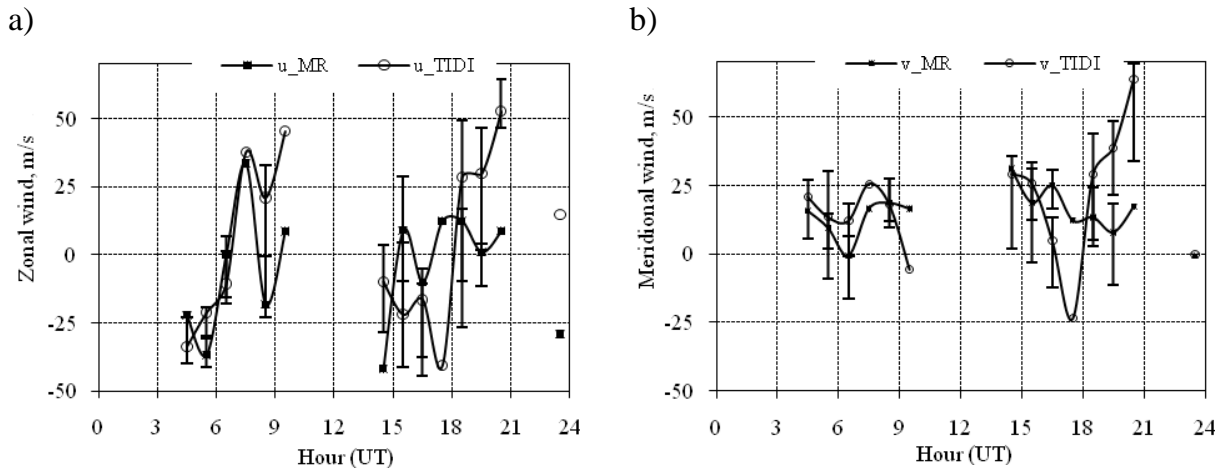 a)
u_MR u_TIDI
Zonal wind, m/s
50
25
0
-25
-50
0 3 6 9 12 15 18 21 24
Hour (UT)
b)
v_MR v_TIDI
Meridional wind, m/s
50
25
0
-25
-50
0 3 6 9 12 15 18 21 24
Hour (UT)